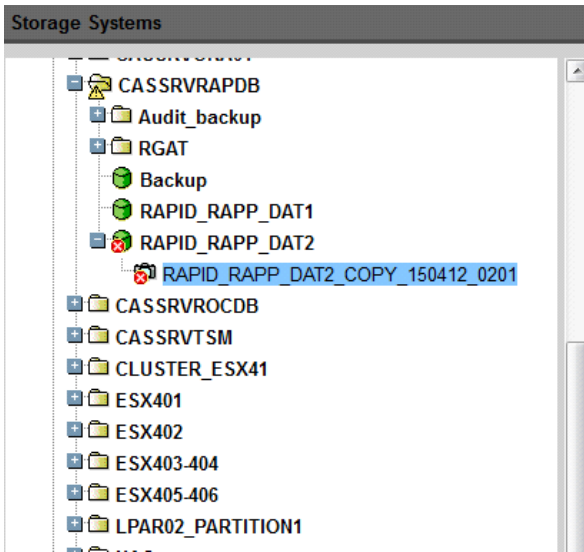 Storage Systems
CASSRVRAPDB
Audit_backup
RGAT
Backup
RAPID_RAPP_DAT1
RAPID_RAPP_DAT2
RAPID_RAPP_DAT2_COPY_150412_0201
CASSRVROCDB
CASSRVTSM
CLUSTER_ESX41
ESX401
ESX402
ESX403-404
ESX405-406
LPAR02_PARTITION1